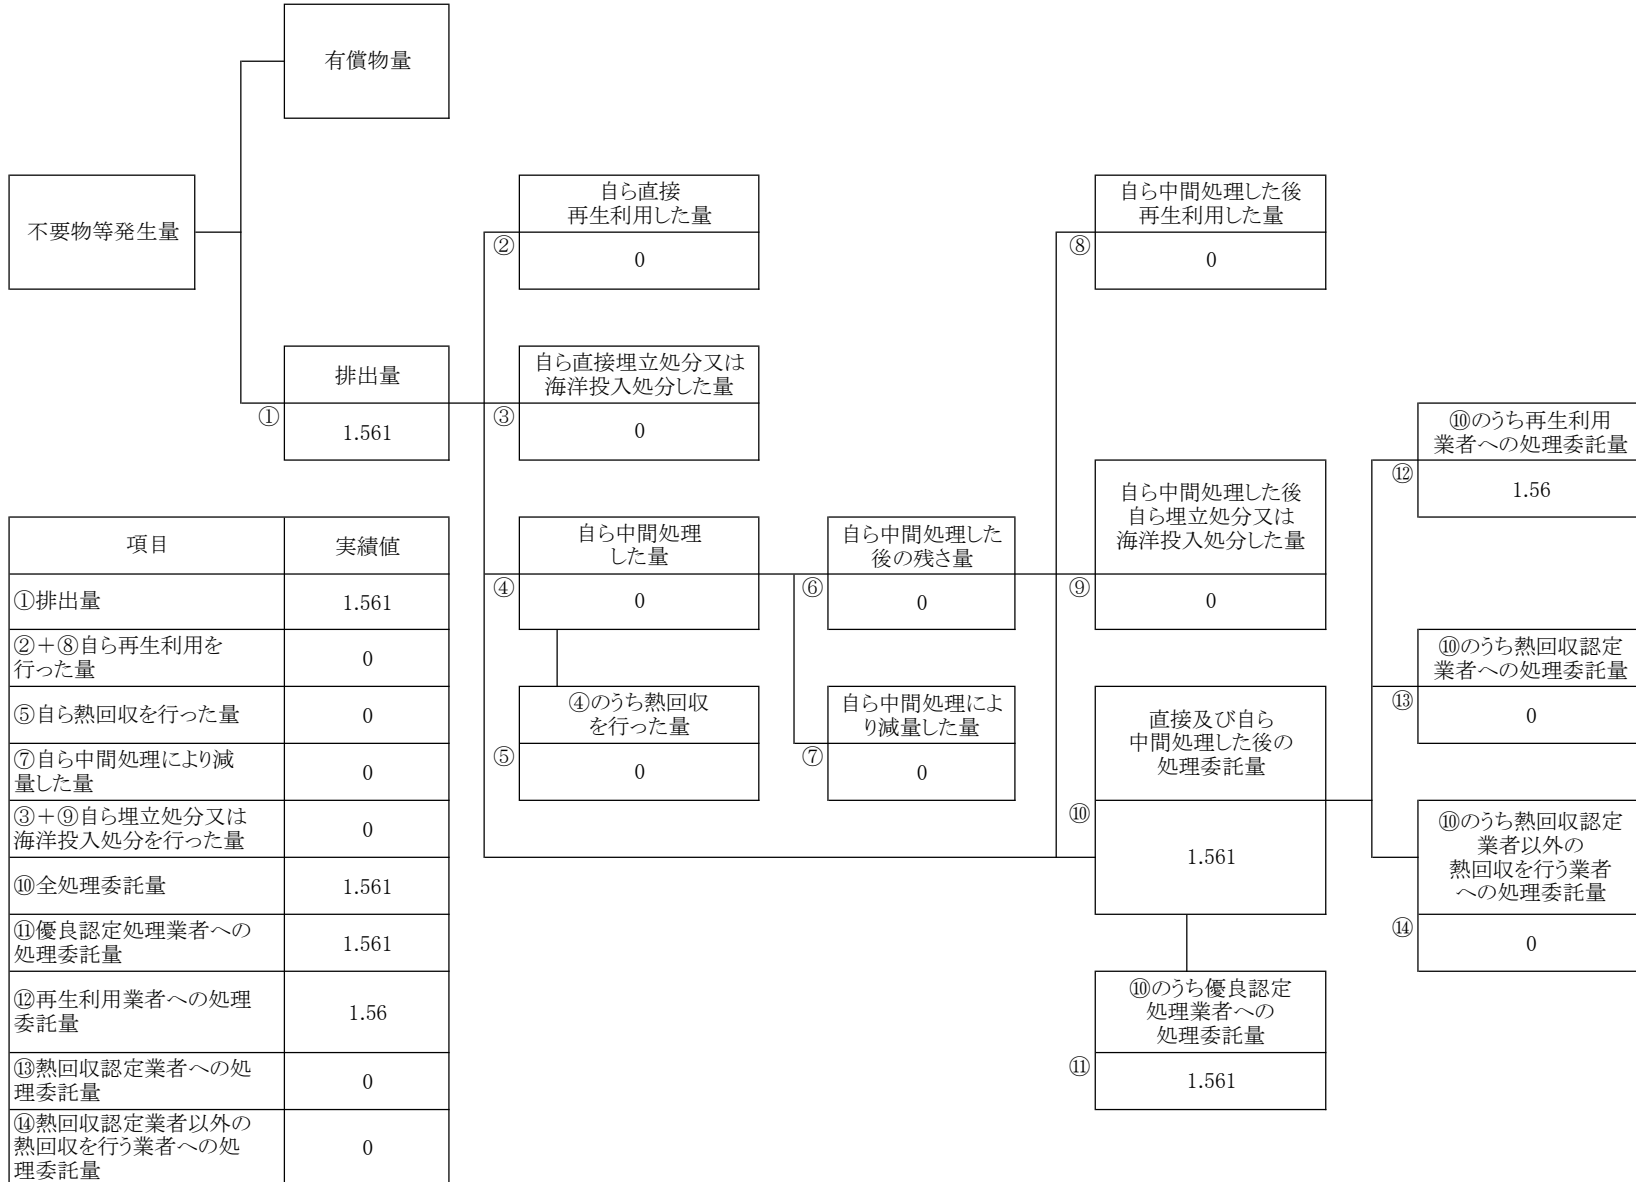 有償物量
不要物等発生量
自ら直接
再生利用した量
②
0
自ら中間処理した後
再生利用した量
⑧
0
排出量
①
1.561
自ら直接埋立処分又は
海洋投入処分した量
③
0
⑩のうち再生利用
業者への処理委託量
⑫
1.56
自ら中間処理
した量
④
0
自ら中間処理した
後の残さ量
⑥
0
自ら中間処理した後
自ら埋立処分又は
海洋投入処分した量
⑨
0
⑩のうち熱回収認定
業者への処理委託量
⑬
0
④のうち熱回収
を行った量
⑤
0
自ら中間処理によ
り減量した量
⑦
0
直接及び自ら
中間処理した後の
処理委託量
⑩
1.561
⑩のうち熱回収認定
業者以外の
熱回収を行う業者
への処理委託量
⑭
0
⑩のうち優良認定
処理業者への
処理委託量
⑪
1.561
項目 実績値
①排出量 1.561
②＋⑧自ら再生利用を
行った量 0
⑤自ら熱回収を行った量 0
⑦自ら中間処理により減
量した量 0
③＋⑨自ら埋立処分又は
海洋投入処分を行った量 0
⑩全処理委託量 1.561
⑪優良認定処理業者への
処理委託量 1.561
⑫再生利用業者への処理
委託量 1.56
⑬熱回収認定業者への処
理委託量 0
⑭熱回収認定業者以外の
熱回収を行う業者への処
理委託量 0